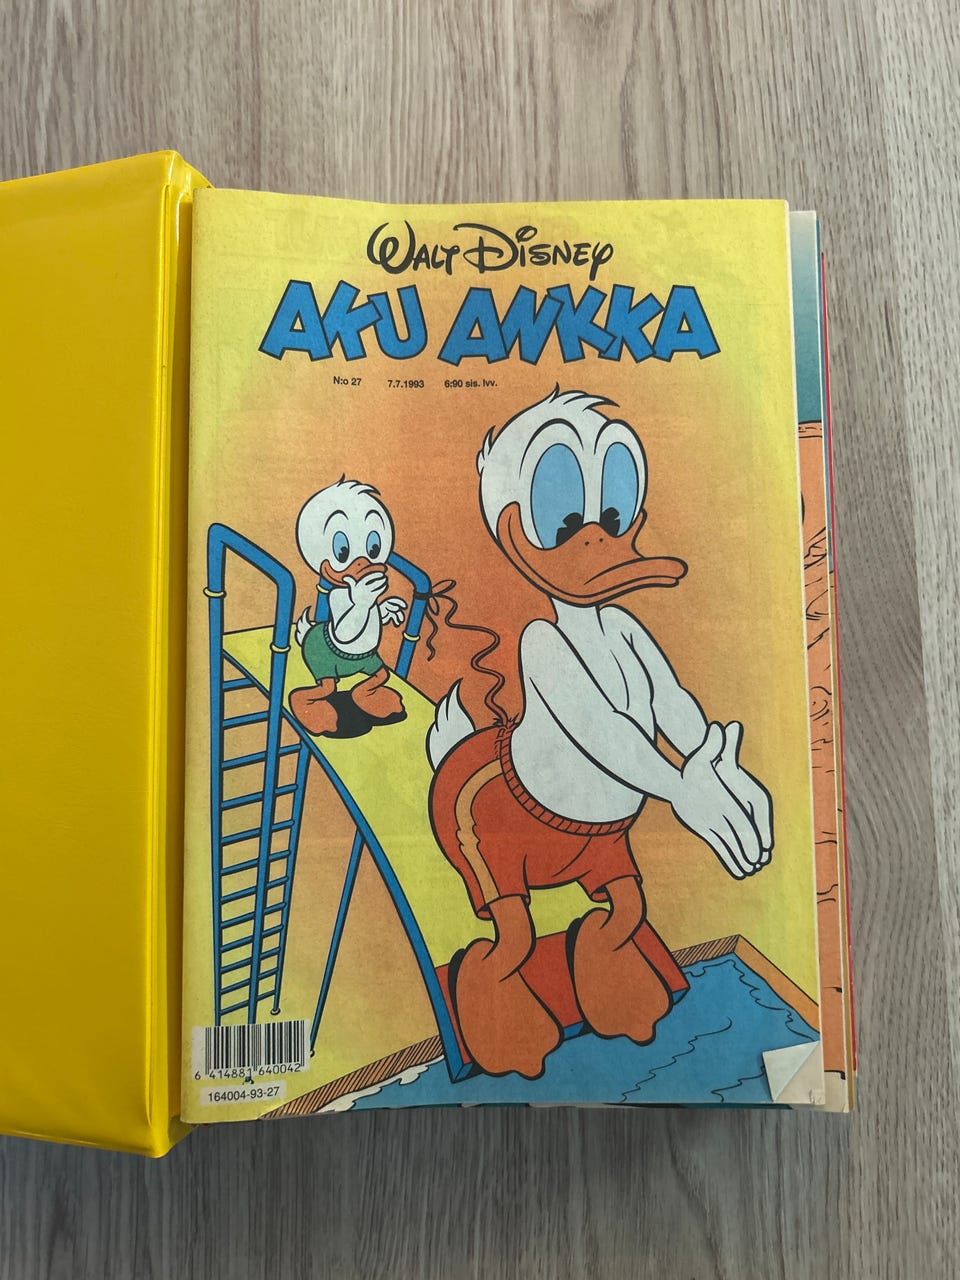 WALT DISNEY
AKU ANKKA
N:o 27 7.7.1993 6:90 sis. lvv.
6 414881 640042
164004-93-27